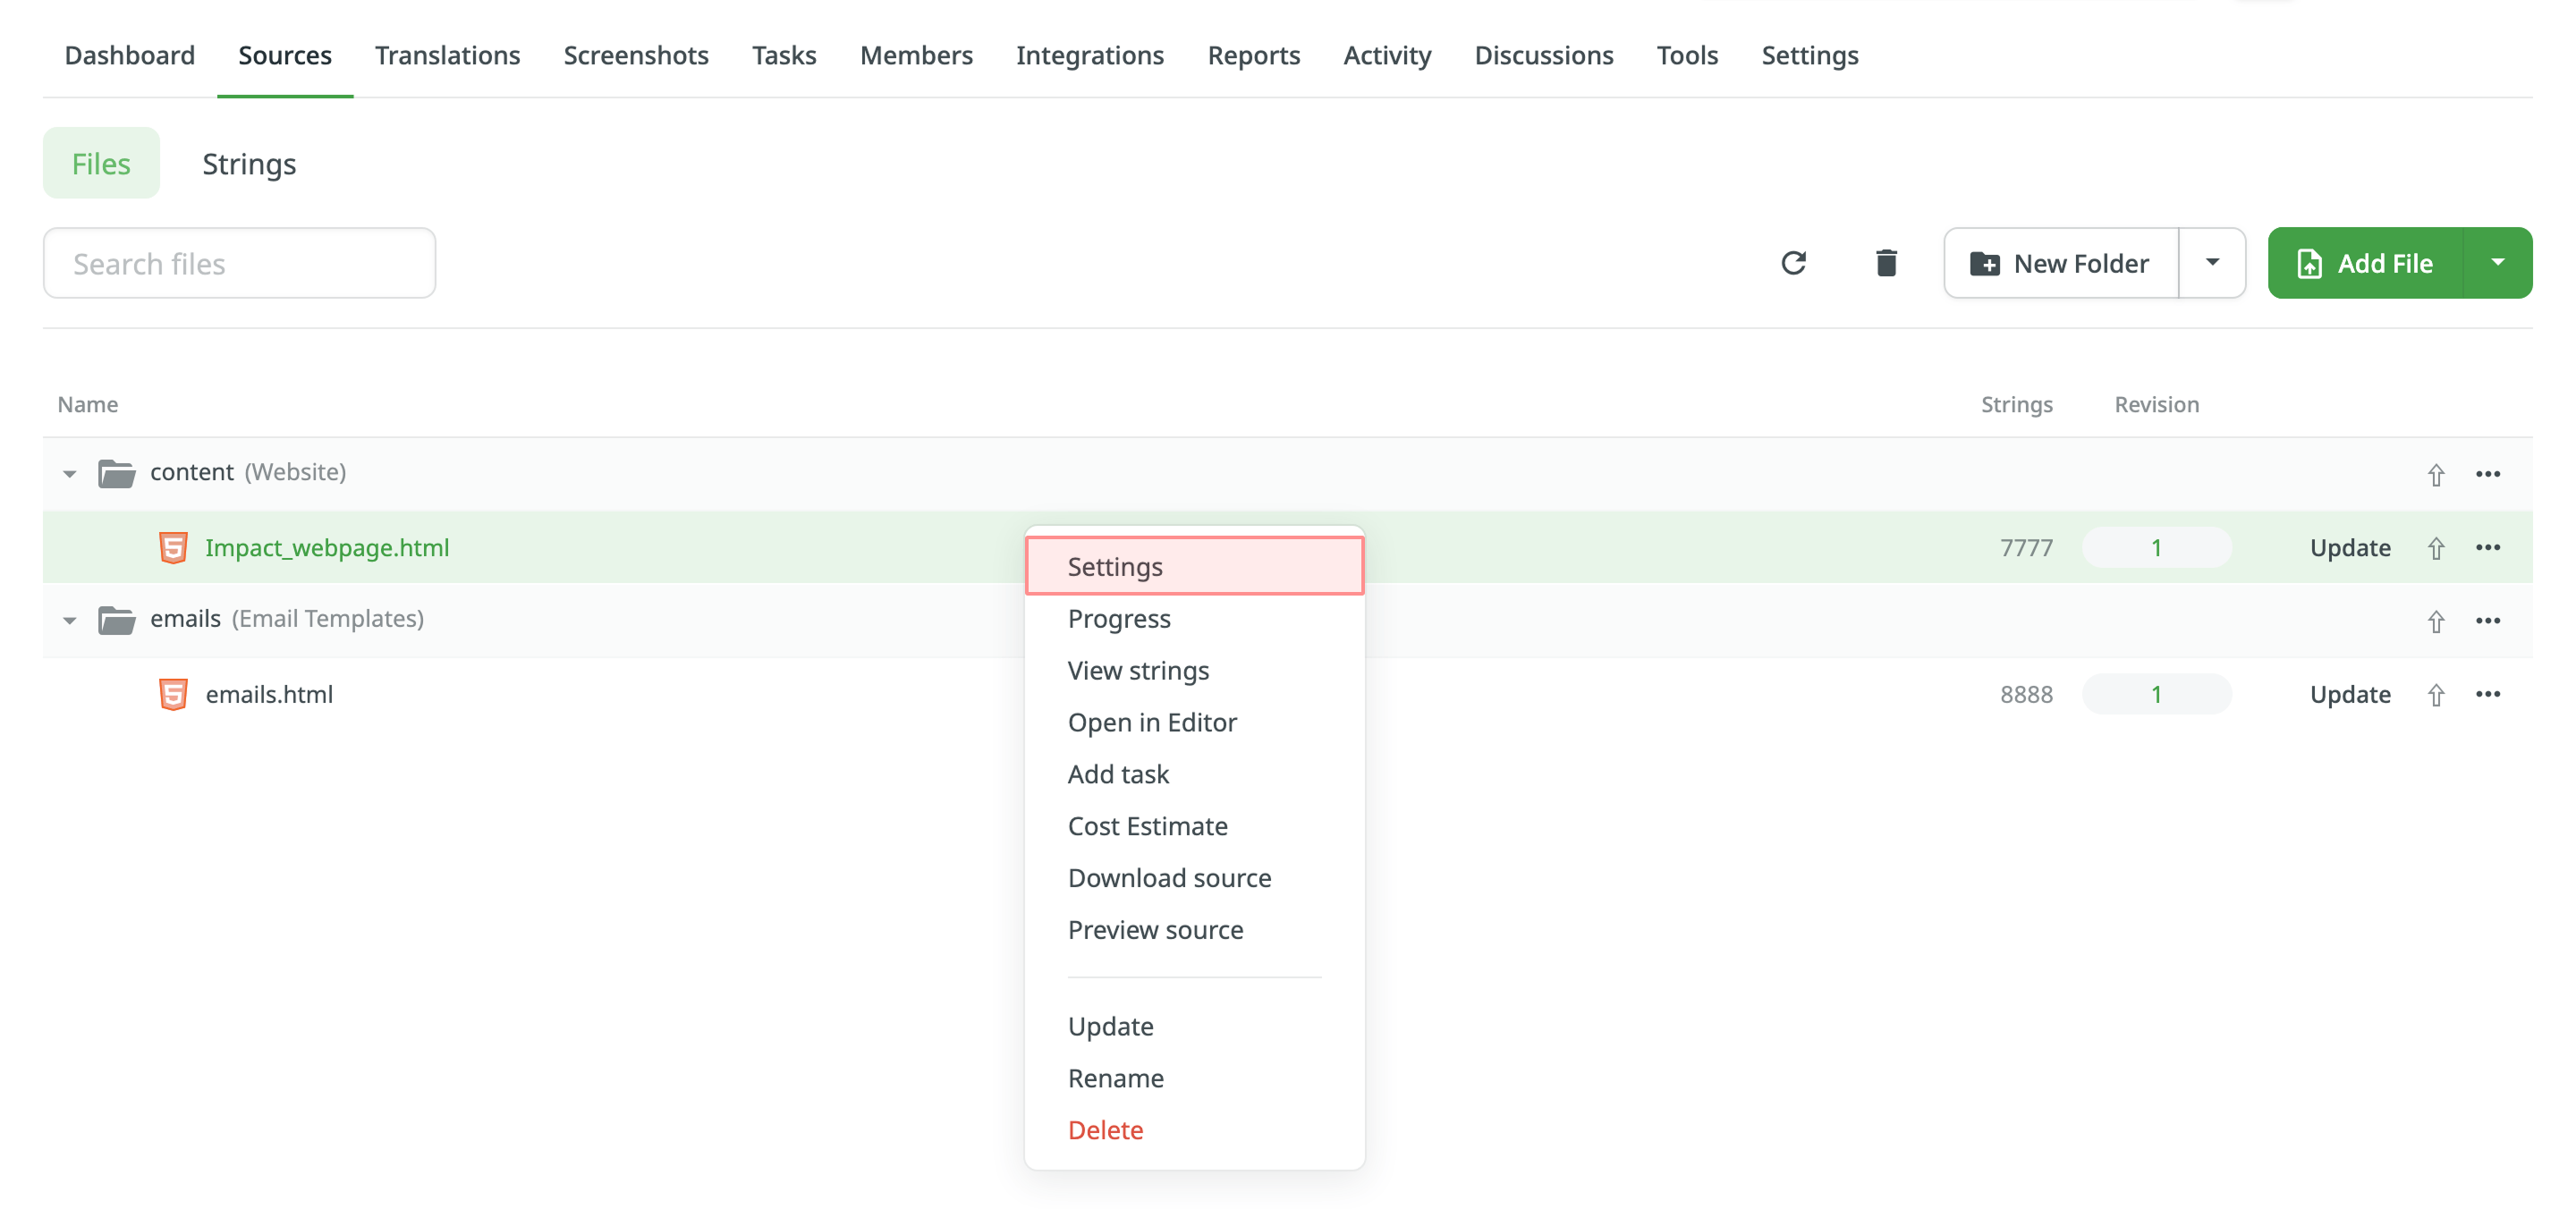 Dashboard Sources Translations Screenshots Tasks Members Integrations Reports Activity Discussions Tools Settings
Files Strings
Search files New Folder Add File
Name Strings Revision
content (Website)
Impact_webpage.html 7777 1 Update
emails (Email Templates)
emails.html 8888 1 Update
Settings
Progress
View strings
Open in Editor
Add task
Cost Estimate
Download source
Preview source
Update
Rename
Delete